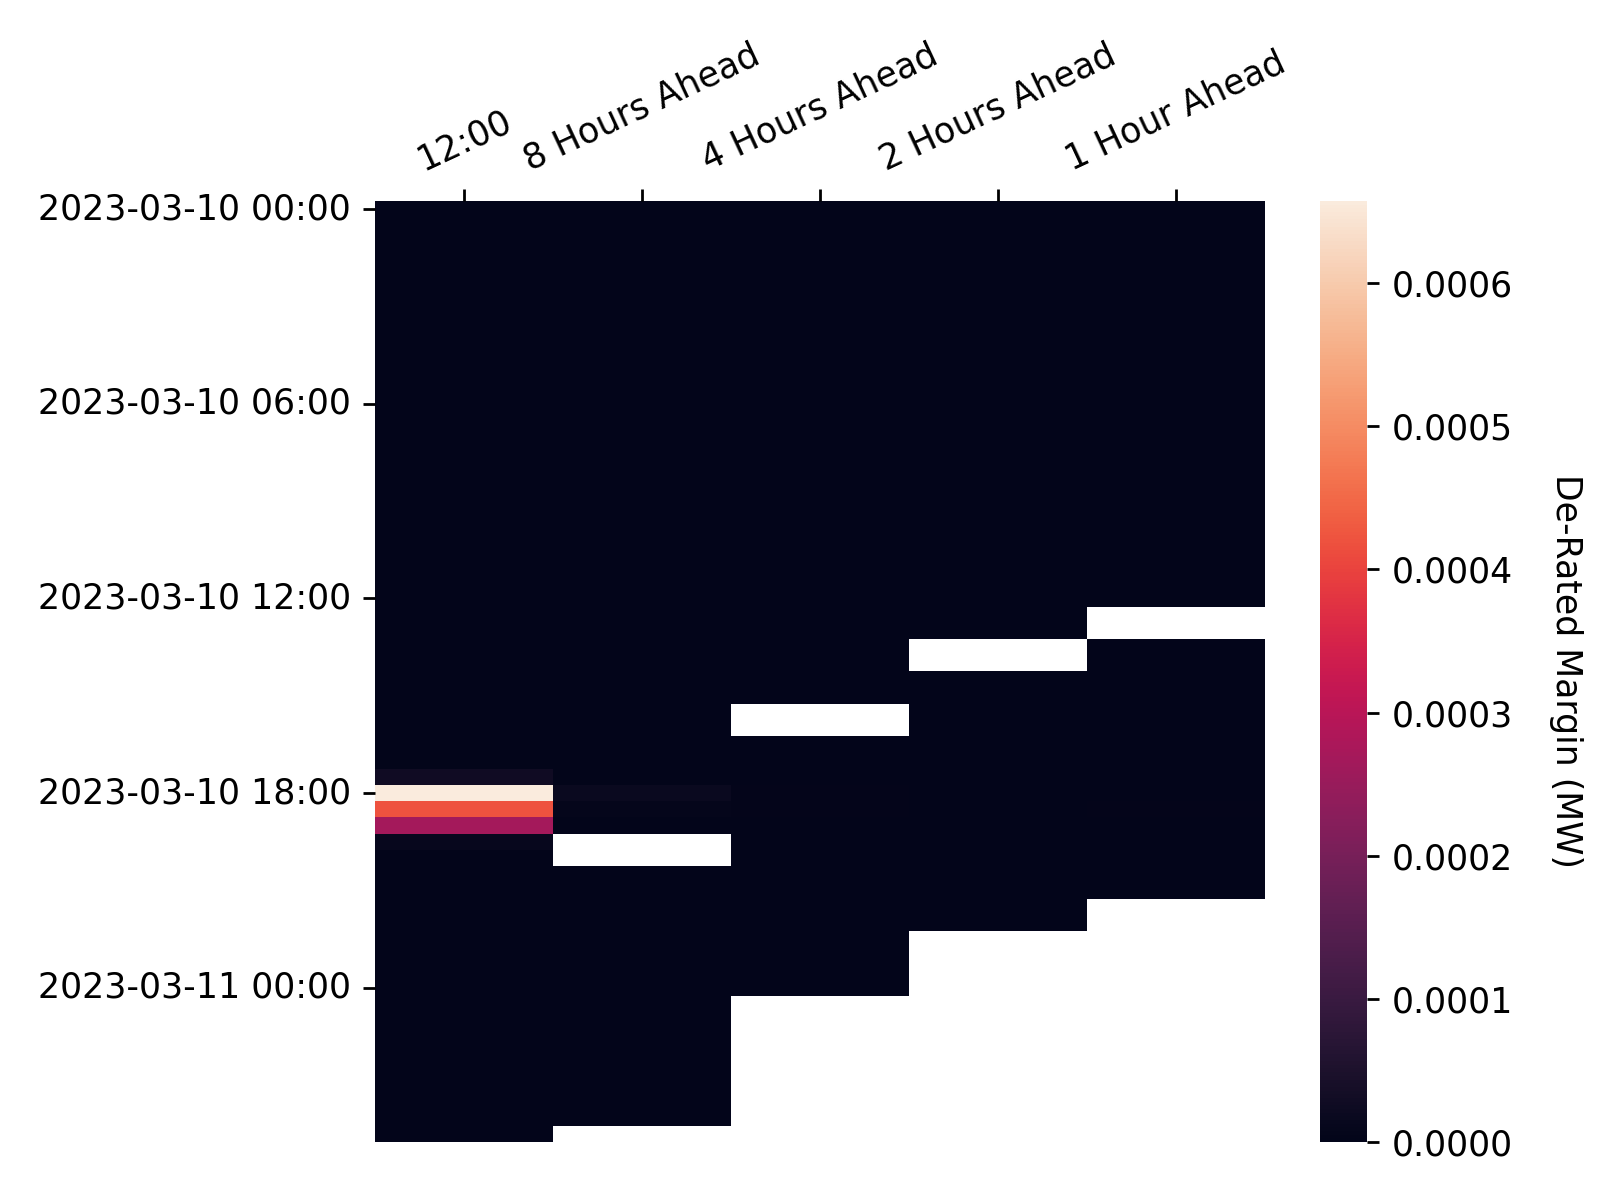 12:00
8 Hours Ahead
4 Hours Ahead
2 Hours Ahead
1 Hour Ahead
2023-03-10 00:00
2023-03-10 06:00
2023-03-10 12:00
2023-03-10 18:00
2023-03-11 00:00
0.0006
0.0005
0.0004
0.0003
0.0002
0.0001
0.0000
De-Rated Margin (MW)